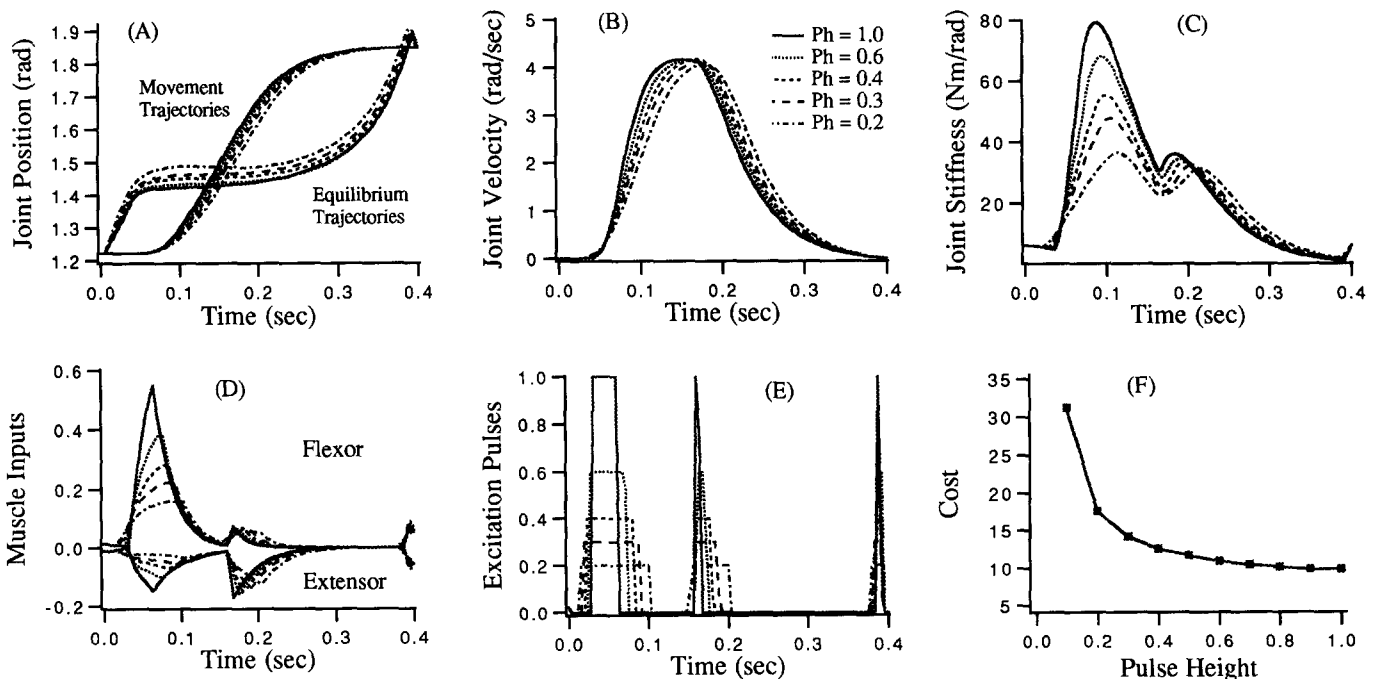 (A)
Joint Position (rad)
1.9
1.8
1.7
1.6
1.5
1.4
1.3
1.2
Movement
Trajectories
Equilibrium
Trajectories
0.0 0.1 0.2 0.3 0.4
Time (sec)
(B)
Joint Velocity (rad/sec)
5
4
3
2
1
0
Ph = 1.0
Ph = 0.6
Ph = 0.4
Ph = 0.3
Ph = 0.2
0.0 0.1 0.2 0.3 0.4
Time (sec)
(C)
Joint Stiffness (Nm/rad)
80
60
40
20
0.0 0.1 0.2 0.3 0.4
Time (sec)
(D)
Muscle Inputs
0.6
0.4
0.2
0.0
-0.2
Flexor
Extensor
0.0 0.1 0.2 0.3 0.4
Time (sec)
(E)
Excitation Pulses
1.0
0.8
0.6
0.4
0.2
0.0
0.0 0.1 0.2 0.3 0.4
Time (sec)
(F)
Cost
35
30
25
20
15
10
5
0.0 0.2 0.4 0.6 0.8 1.0
Pulse Height